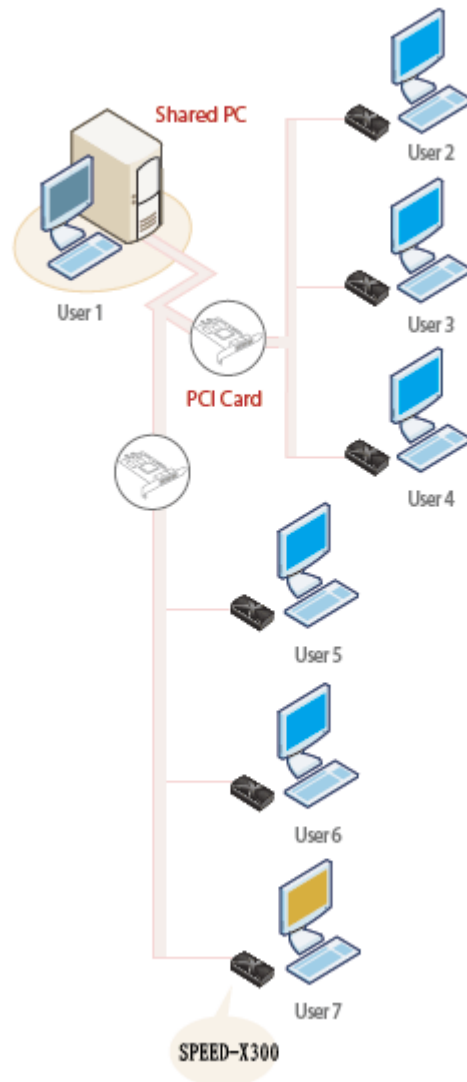 Shared PC
User 1
User 2
User 3
PCI Card
User 4
User 5
User 6
User 7
SPEED-X300